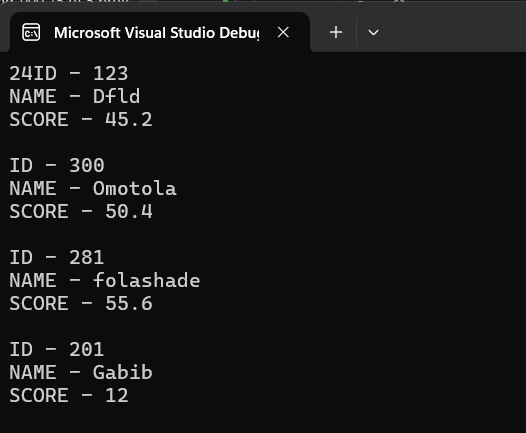 Microsoft Visual Studio Debug
24ID - 123
NAME - Dfld
SCORE - 45.2
ID - 300
NAME - Omotola
SCORE - 50.4
ID - 281
NAME - folashade
SCORE - 55.6
ID - 201
NAME - Gabib
SCORE - 12